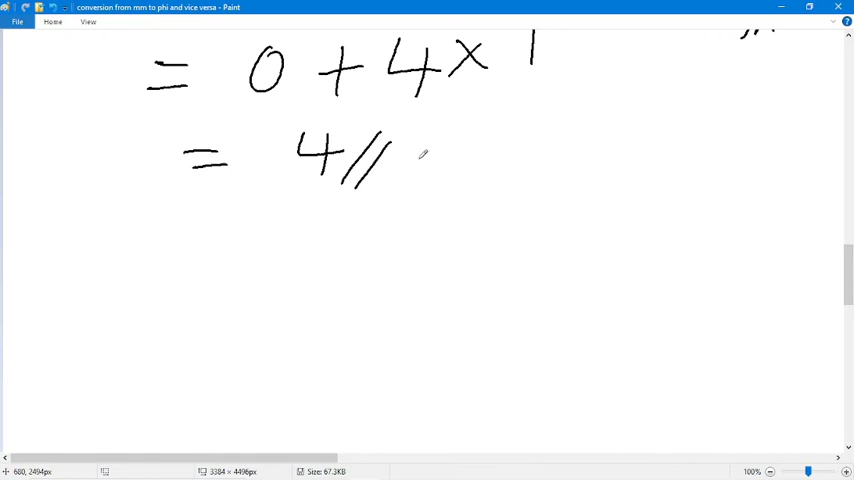 conversion from mm to phi and vice versa - Paint
File Home View
= 0 + 4 × 1
= 4 //
680, 2494px 3384 × 4496px Size: 67.3KB 100%